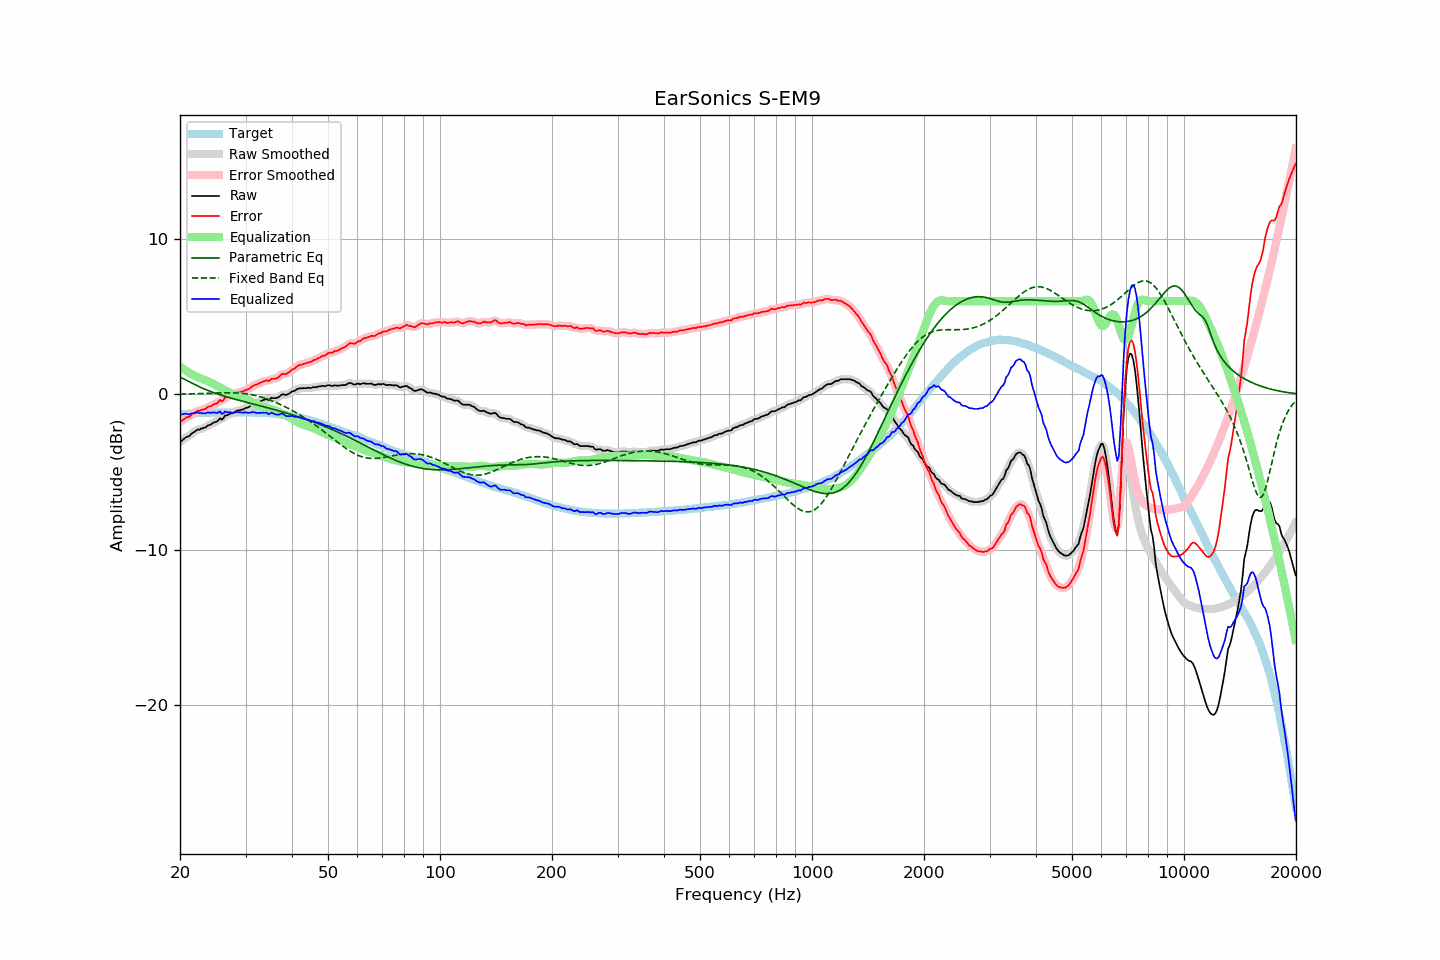 EarSonics S-EM9
Target
Raw Smoothed
Error Smoothed
Raw
Error
Equalization
Parametric Eq
Fixed Band Eq
Equalized
10
0
−10
−20
Amplitude (dBr)
20
50
100
200
500
1000
2000
5000
10000
20000
Frequency (Hz)